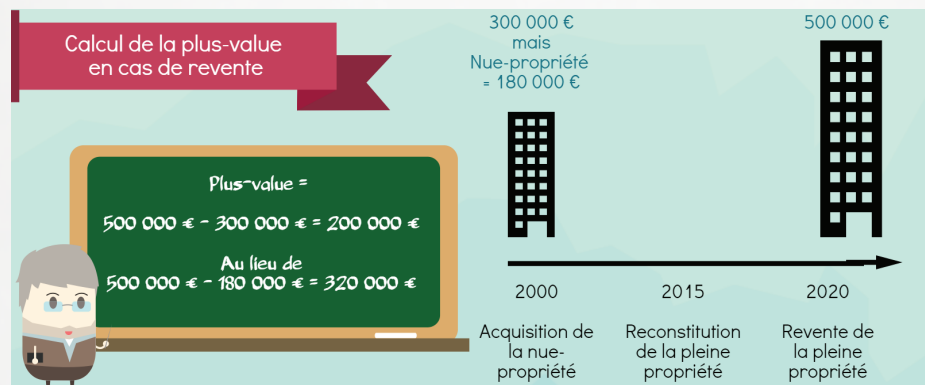 Calcul de la plus-value
en cas de revente
300 000 €
mais
Nue-propriété
= 180 000 €
500 000 €
Plus-value =
500 000 € - 300 000 € = 200 000 €
Au lieu de
500 000 € - 180 000 € = 320 000 €
2000
2015
2020
Acquisition de
la nue-
propriété
Reconstitution
de la pleine
propriété
Revente de
la pleine
propriété